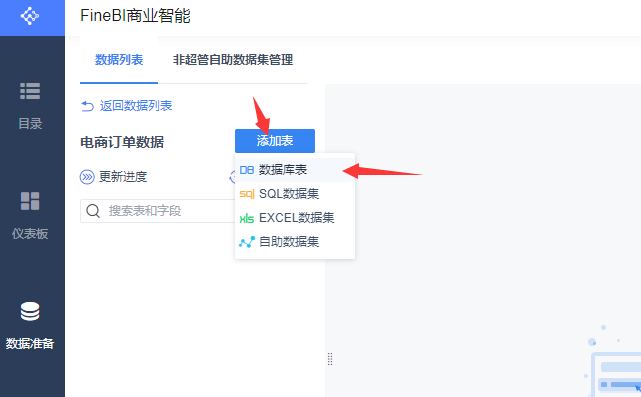 FineBI商业智能
数据列表 非超管自助数据集管理
返回数据列表
目录
电商订单数据 添加表
更新进度
DB 数据库表
sql SQL数据集
搜索表和字段
xls EXCEL数据集
仪表板
自助数据集
数据准备